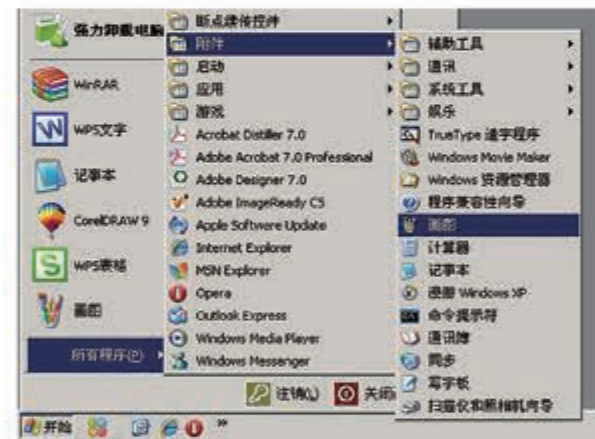 强力卸载电脑
WinRAR
WPS文字
记事本
CorelDRAW 9
WPS表格
画图
所有程序(P)
断点续传控件
附件
启动
应用
游戏
Acrobat Distiller 7.0
Adobe Acrobat 7.0 Professional
Adobe Designer 7.0
Adobe ImageReady CS
Apple Software Update
Internet Explorer
MSN Explorer
Opera
Outlook Express
Windows Media Player
Windows Messenger
辅助工具
通讯
系统工具
娱乐
TrueType 造字程序
Windows Movie Maker
Windows 资源管理器
程序兼容性向导
画图
计算器
记事本
漫游 Windows XP
命令提示符
通讯簿
同步
写字板
扫描仪和照相机向导
注销(L)
关闭
开始
»